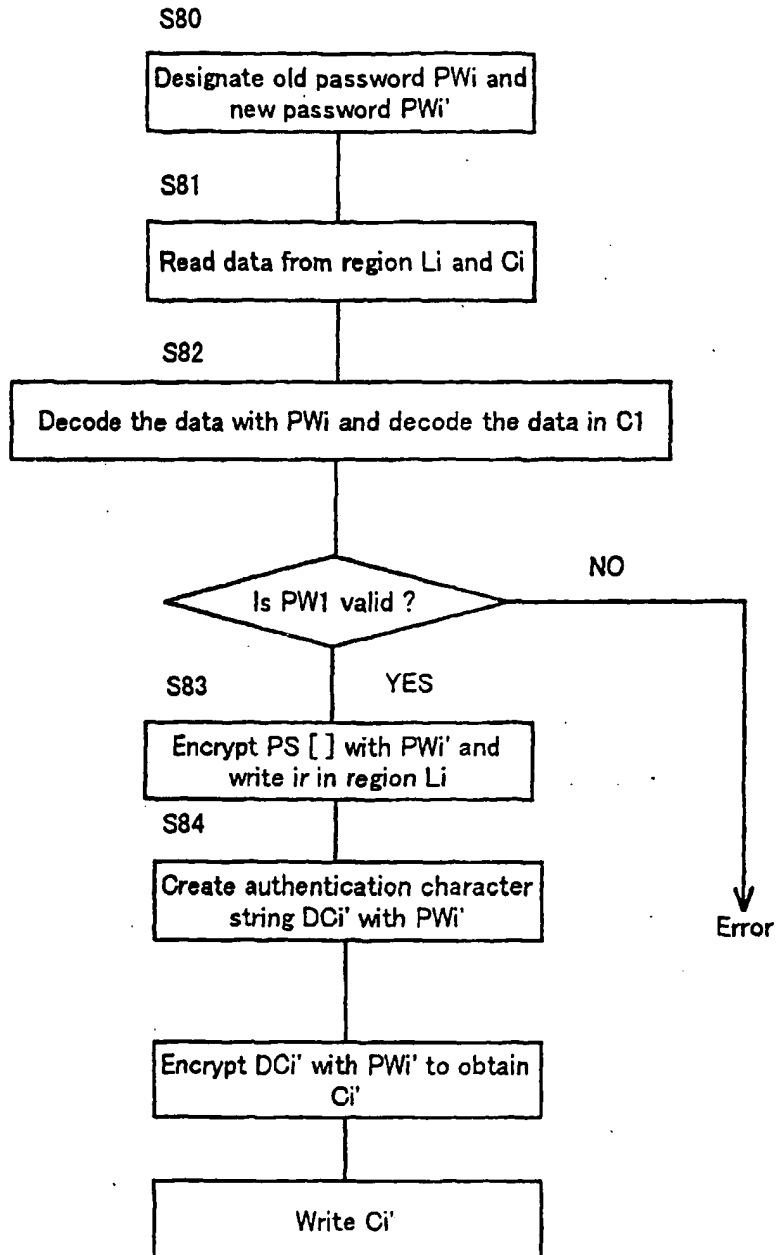 S80
Designate old password PWi and
new password PWi'
S81
Read data from region Li and Ci
S82
Decode the data with PWi and decode the data in C1
Is PW1 valid ?
NO
S83
YES
Encrypt PS [ ] with PWi' and
write ir in region Li
S84
Create authentication character
string DCi' with PWi'
Error
Encrypt DCi' with PWi' to obtain
Ci'
Write Ci'